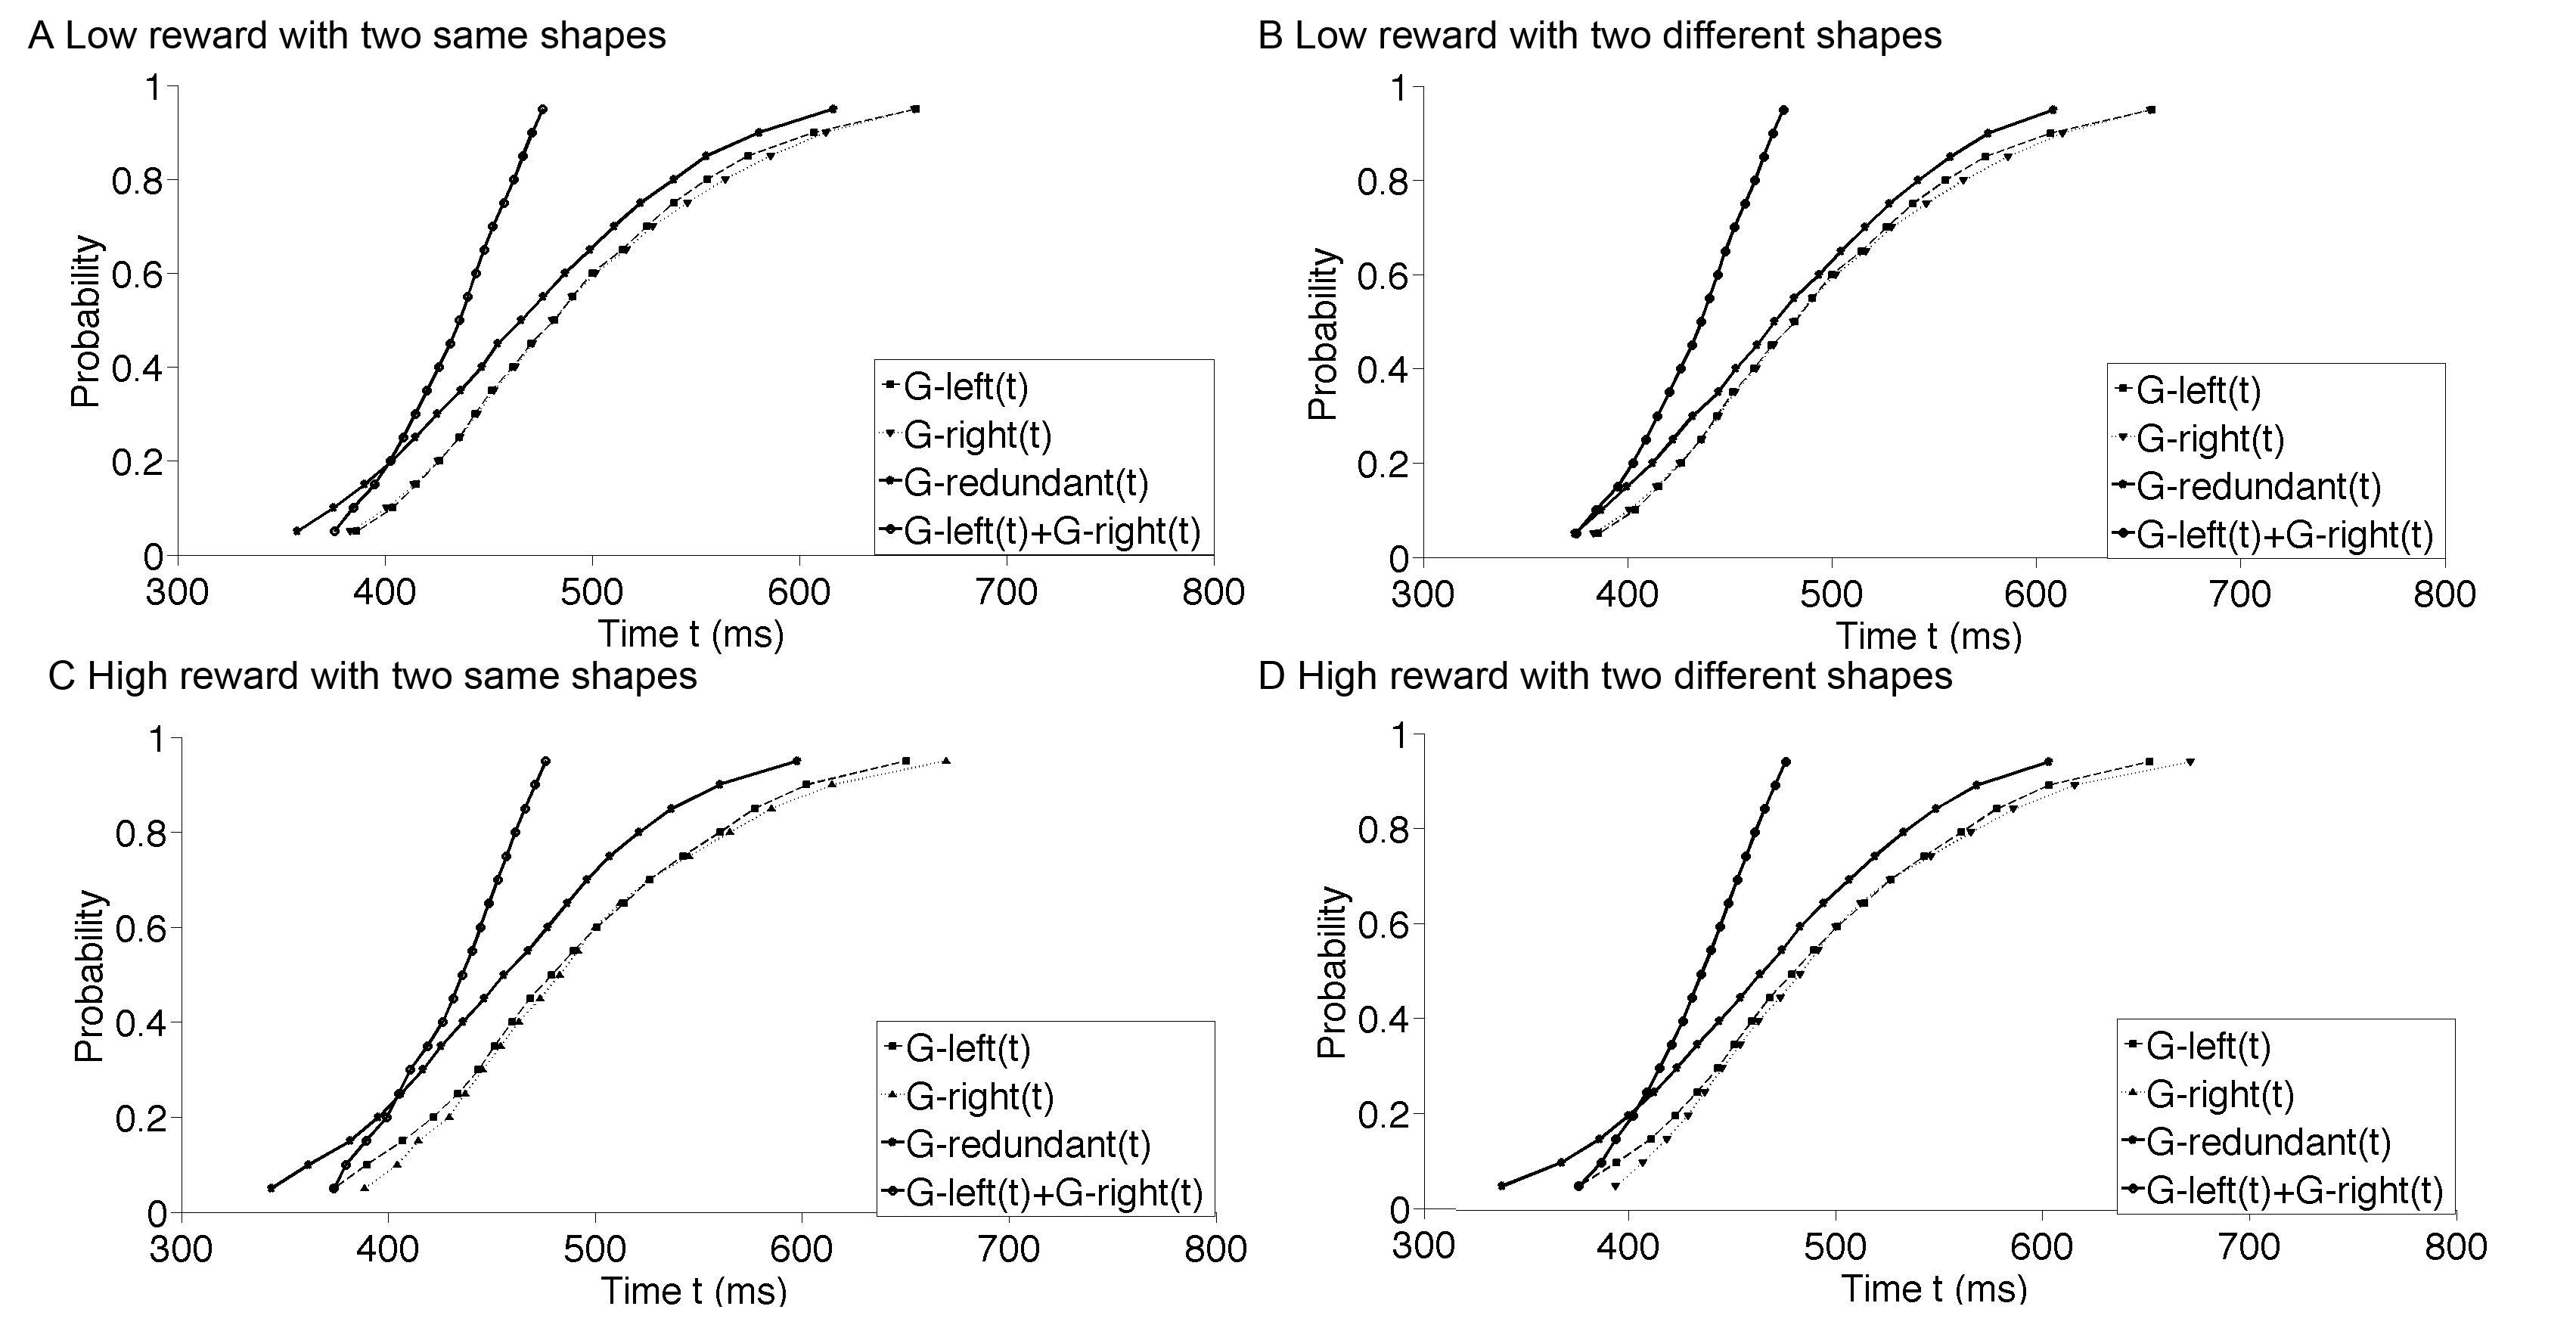 A Low reward with two same shapes
1
0.8
0.6
0.4
0.2
0
Probability
300 400 500 600 700 800
Time t (ms)
G-left(t)
G-right(t)
G-redundant(t)
G-left(t)+G-right(t)
B Low reward with two different shapes
1
0.8
0.6
0.4
0.2
0
Probability
300 400 500 600 700 800
Time t (ms)
G-left(t)
G-right(t)
G-redundant(t)
G-left(t)+G-right(t)
C High reward with two same shapes
1
0.8
0.6
0.4
0.2
0
Probability
300 400 500 600 700 800
Time t (ms)
G-left(t)
G-right(t)
G-redundant(t)
G-left(t)+G-right(t)
D High reward with two different shapes
1
0.8
0.6
0.4
0.2
0
Probability
300 400 500 600 700 800
Time t (ms)
G-left(t)
G-right(t)
G-redundant(t)
G-left(t)+G-right(t)